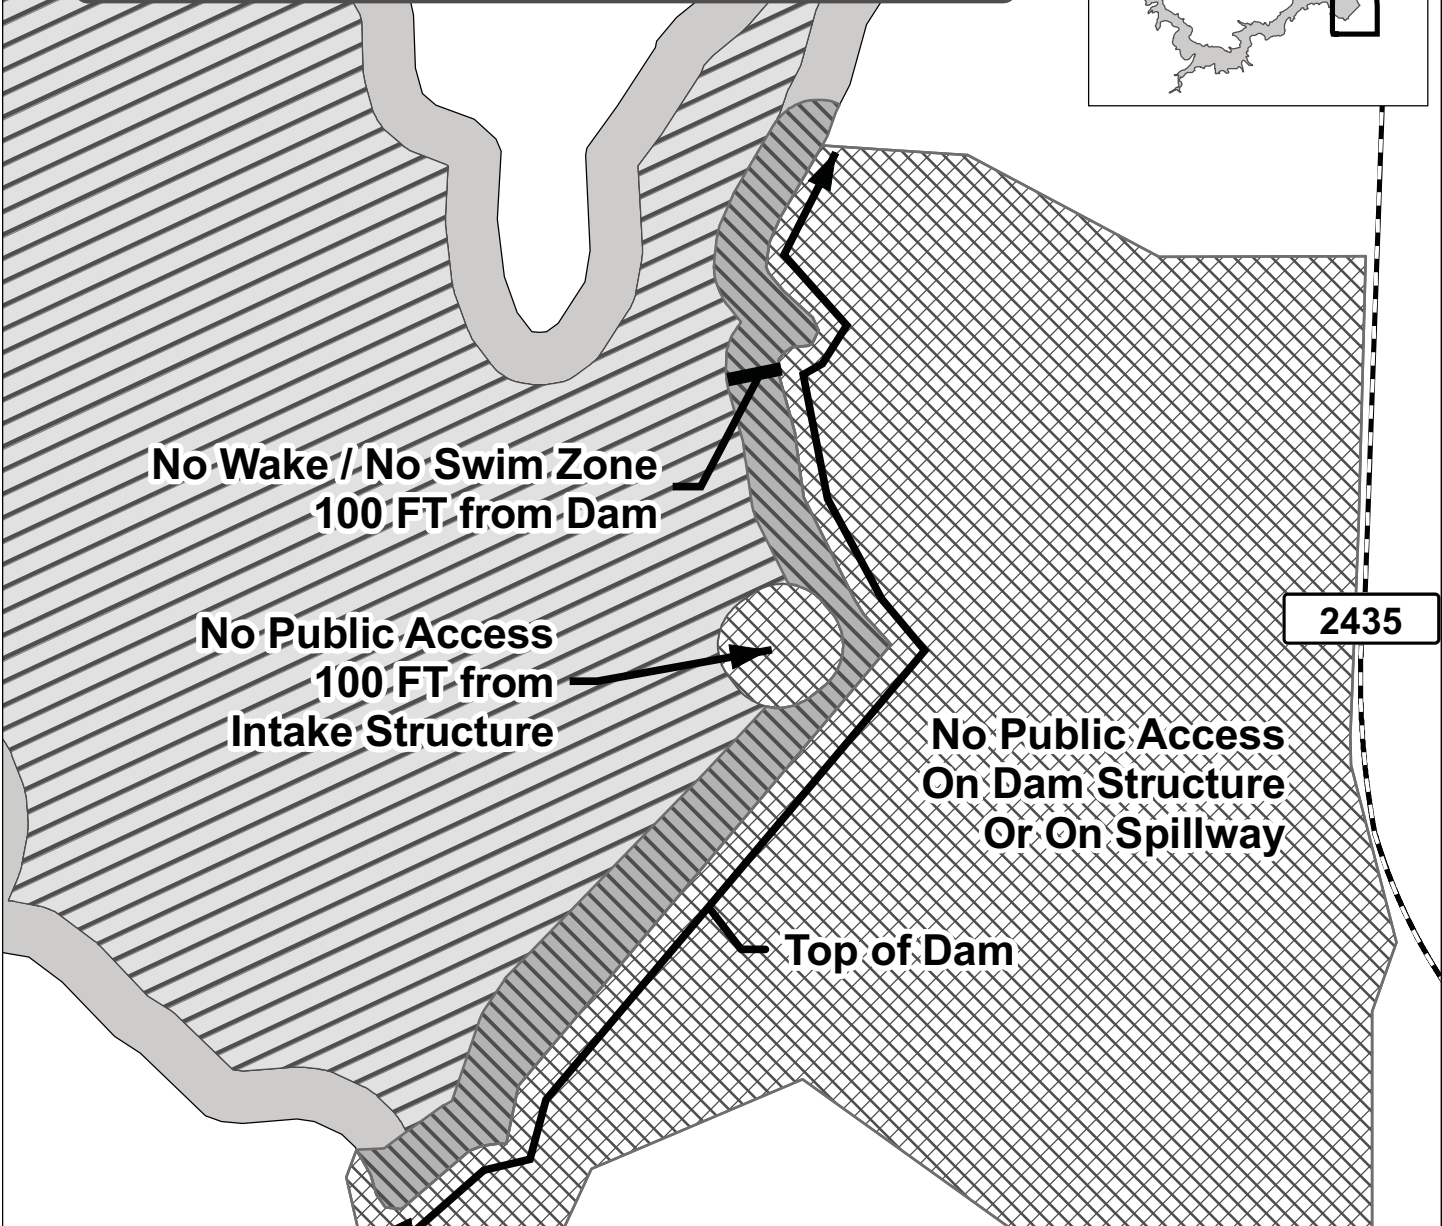 No Wake / No Swim Zone
100 FT from Dam
No Public Access
100 FT from
Intake Structure
2435
No Public Access
On Dam Structure
Or On Spillway
Top of Dam